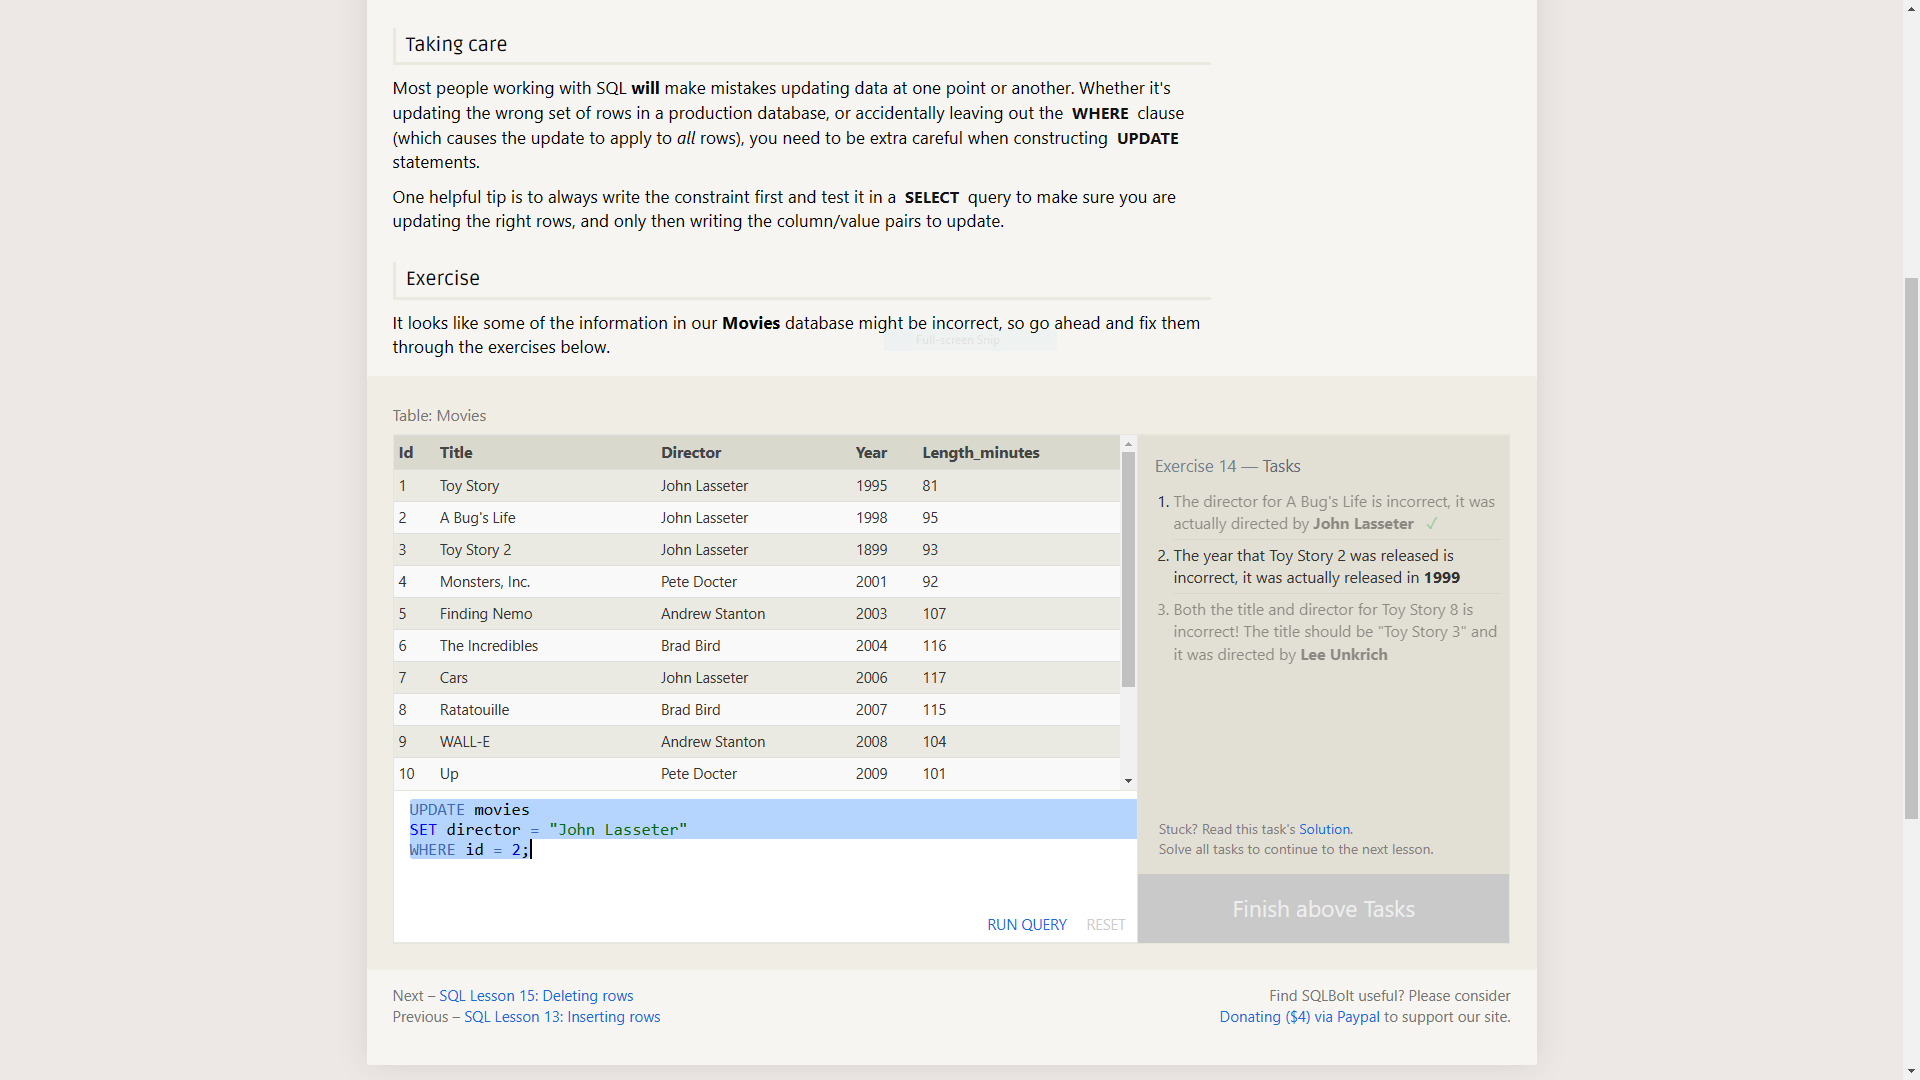 Taking care
Most people working with SQL will make mistakes updating data at one point or another. Whether it's
updating the wrong set of rows in a production database, or accidentally leaving out the WHERE clause
(which causes the update to apply to all rows), you need to be extra careful when constructing UPDATE
statements.
One helpful tip is to always write the constraint first and test it in a SELECT query to make sure you are
updating the right rows, and only then writing the column/value pairs to update.
Exercise
It looks like some of the information in our Movies database might be incorrect, so go ahead and fix them
through the exercises below.
Full-screen Snip
Table: Movies
Id Title Director Year Length_minutes
1 Toy Story John Lasseter 1995 81
2 A Bug's Life John Lasseter 1998 95
3 Toy Story 2 John Lasseter 1899 93
4 Monsters, Inc. Pete Docter 2001 92
5 Finding Nemo Andrew Stanton 2003 107
6 The Incredibles Brad Bird 2004 116
7 Cars John Lasseter 2006 117
8 Ratatouille Brad Bird 2007 115
9 WALL-E Andrew Stanton 2008 104
10 Up Pete Docter 2009 101
UPDATE movies
SET director = "John Lasseter"
WHERE id = 2;
RUN QUERY RESET
Exercise 14 — Tasks
1. The director for A Bug's Life is incorrect, it was
actually directed by John Lasseter ✓
2. The year that Toy Story 2 was released is
incorrect, it was actually released in 1999
3. Both the title and director for Toy Story 8 is
incorrect! The title should be "Toy Story 3" and
it was directed by Lee Unkrich
Stuck? Read this task's Solution.
Solve all tasks to continue to the next lesson.
Finish above Tasks
Next – SQL Lesson 15: Deleting rows
Previous – SQL Lesson 13: Inserting rows
Find SQLBolt useful? Please consider
Donating ($4) via Paypal to support our site.